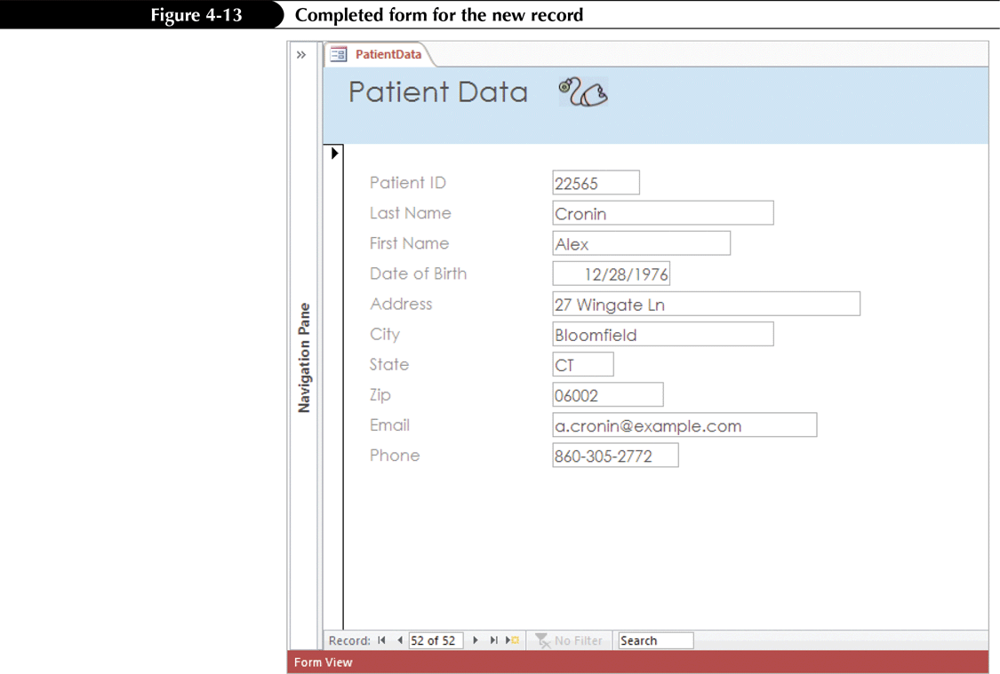 Figure 4-13 Completed form for the new record
» PatientData
Patient Data
Patient ID 22565
Last Name Cronin
First Name Alex
Date of Birth 12/28/1976
Address 27 Wingate Ln
City Bloomfield
State CT
Zip 06002
Email a.cronin@example.com
Phone 860-305-2772
Navigation Pane
Record: 52 of 52 No Filter Search
Form View